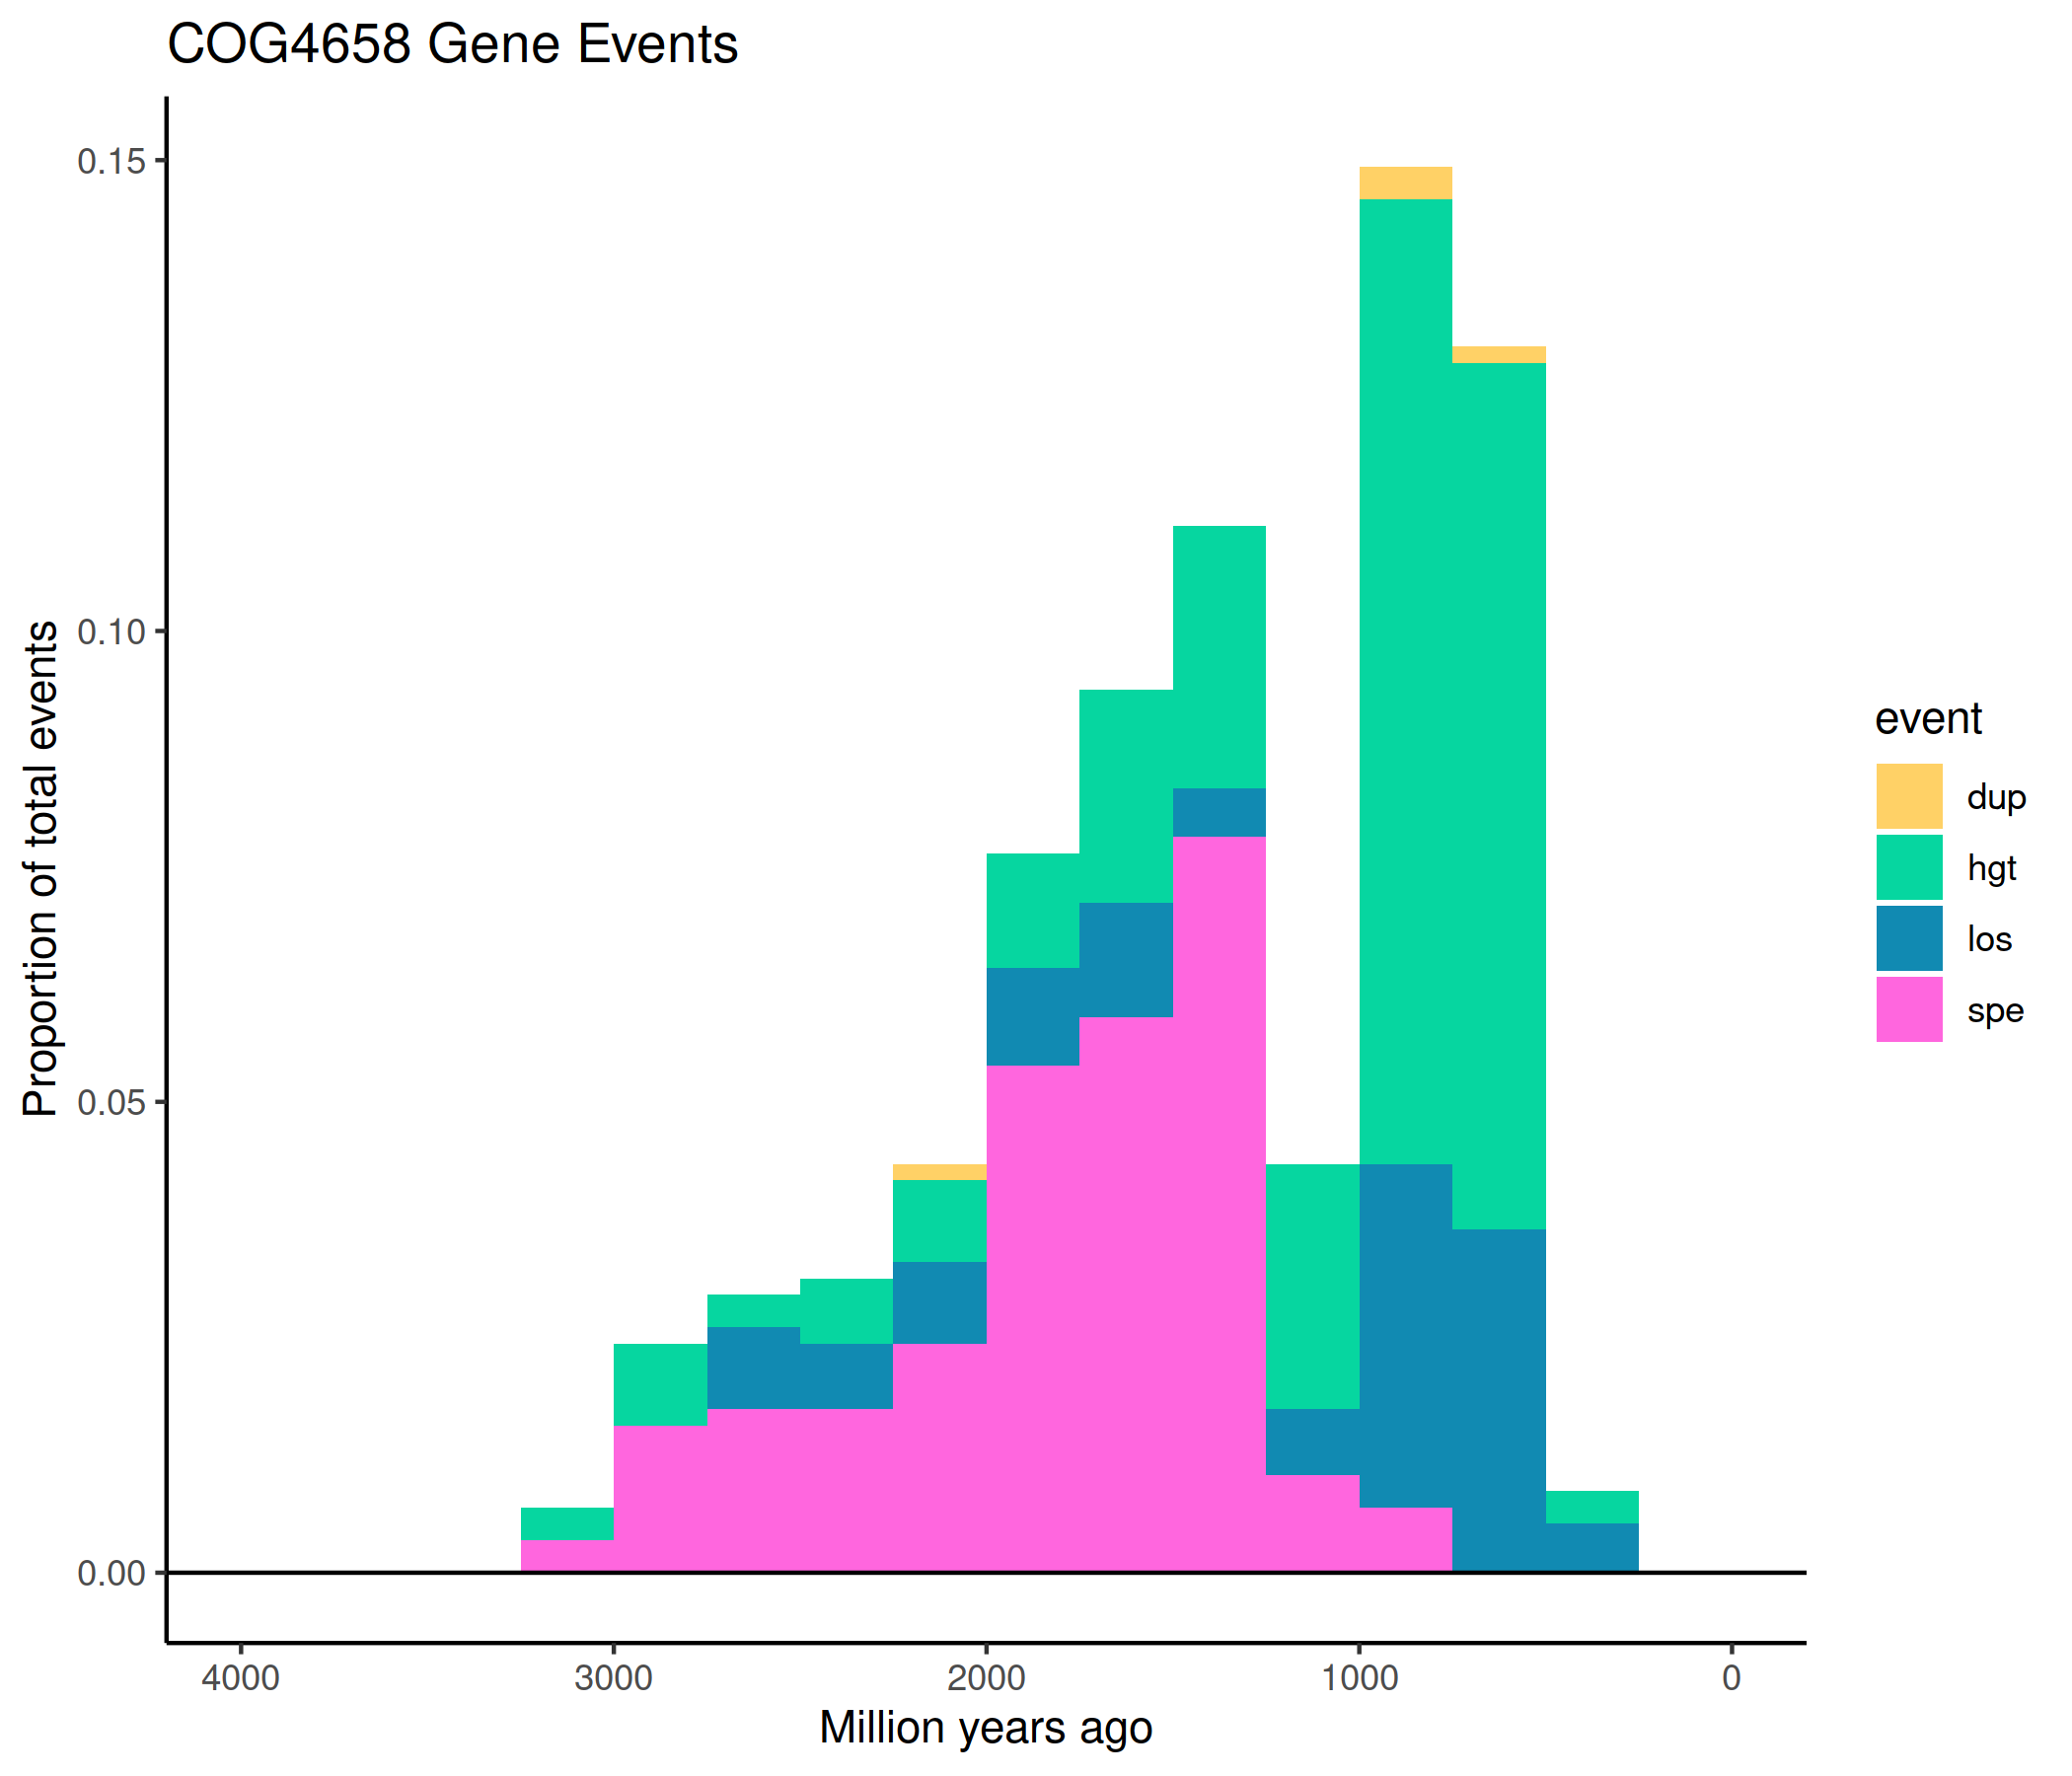 COG4658 Gene Events
Proportion of total events
0.15
0.10
0.05
0.00
4000 3000 2000 1000 0
Million years ago
event
dup
hgt
los
spe